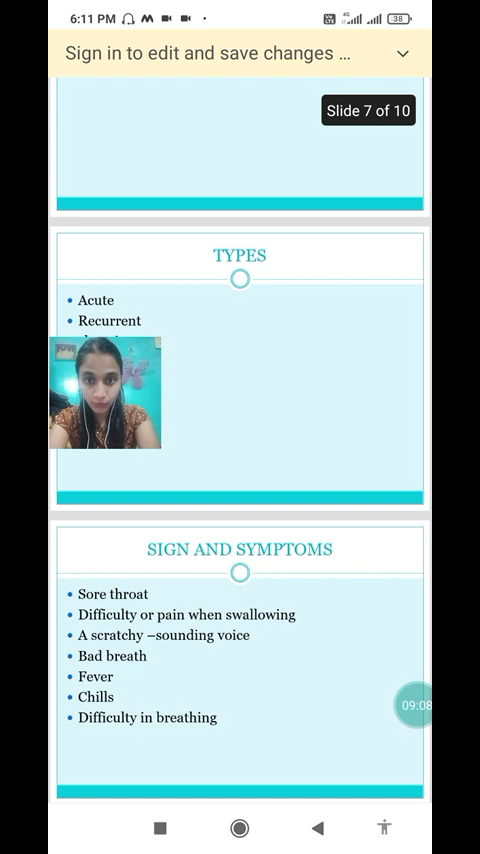 6:11 PM
4G
38
Sign in to edit and save changes ...
Slide 7 of 10
TYPES
• Acute
• Recurrent
SIGN AND SYMPTOMS
• Sore throat
• Difficulty or pain when swallowing
• A scratchy –sounding voice
• Bad breath
• Fever
• Chills
• Difficulty in breathing
09:08